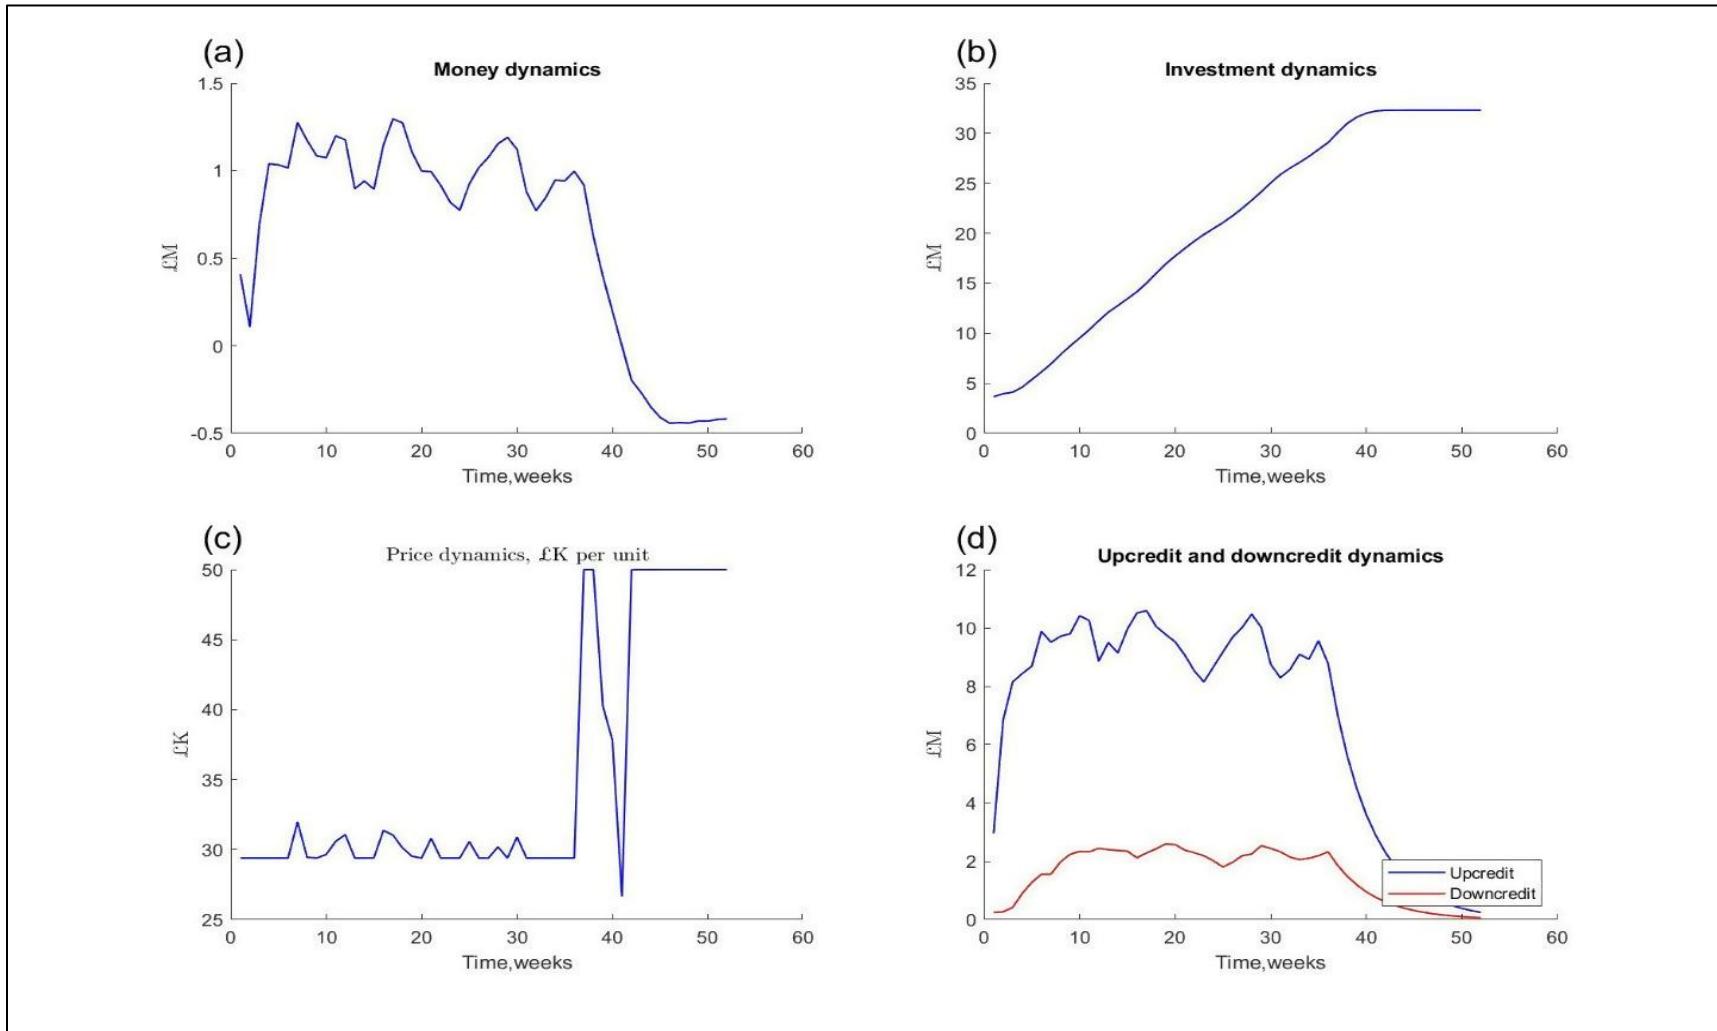 (a)
Money dynamics
1.5
1
0.5
0
-0.5
£M
0 10 20 30 40 50 60
Time,weeks
(b)
Investment dynamics
35
30
25
20
15
10
5
0
£M
0 10 20 30 40 50 60
Time,weeks
(c)
Price dynamics, £K per unit
50
45
40
35
30
25
£K
0 10 20 30 40 50 60
Time,weeks
(d)
Upcredit and downcredit dynamics
12
10
8
6
4
2
0
£M
Upcredit
Downcredit
0 10 20 30 40 50 60
Time,weeks